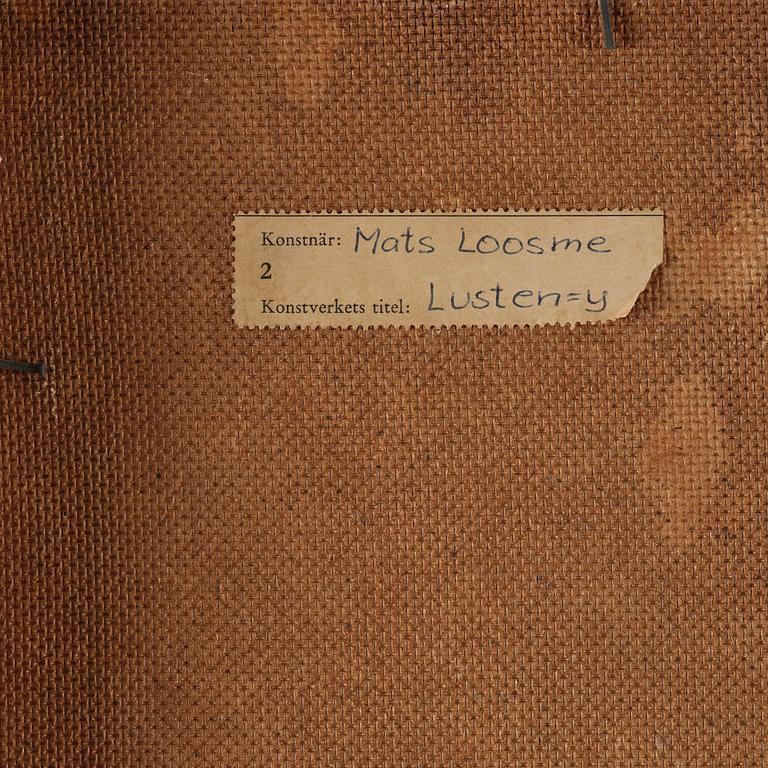 Konstnär: Mats Loosme
2
Konstverkets titel: Lusten=y